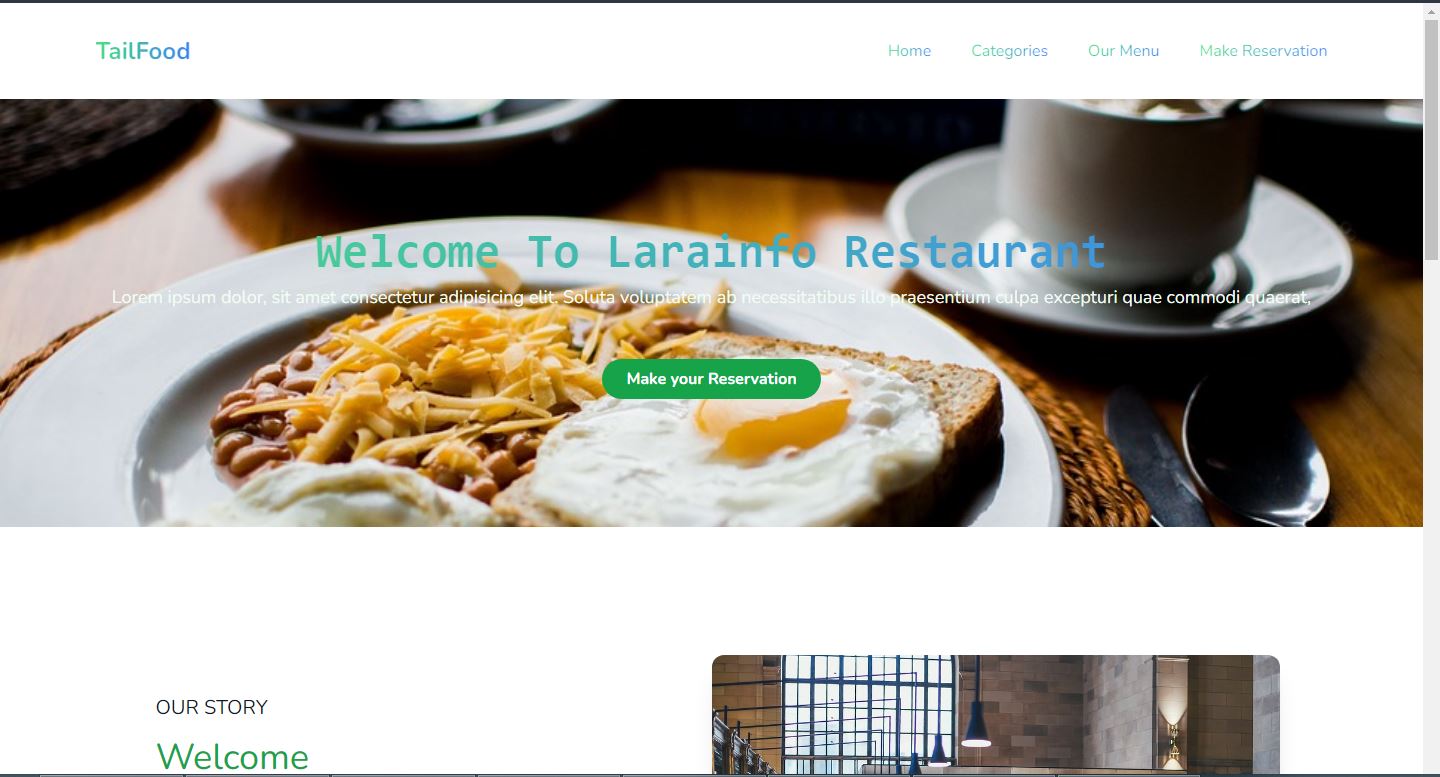 TailFood
Home
Categories
Our Menu
Make Reservation
Welcome To Larainfo Restaurant
Lorem ipsum dolor, sit amet consectetur adipisicing elit. Soluta voluptatem ab necessitatibus illo praesentium culpa excepturi quae commodi quaerat,
Make your Reservation
OUR STORY
Welcome